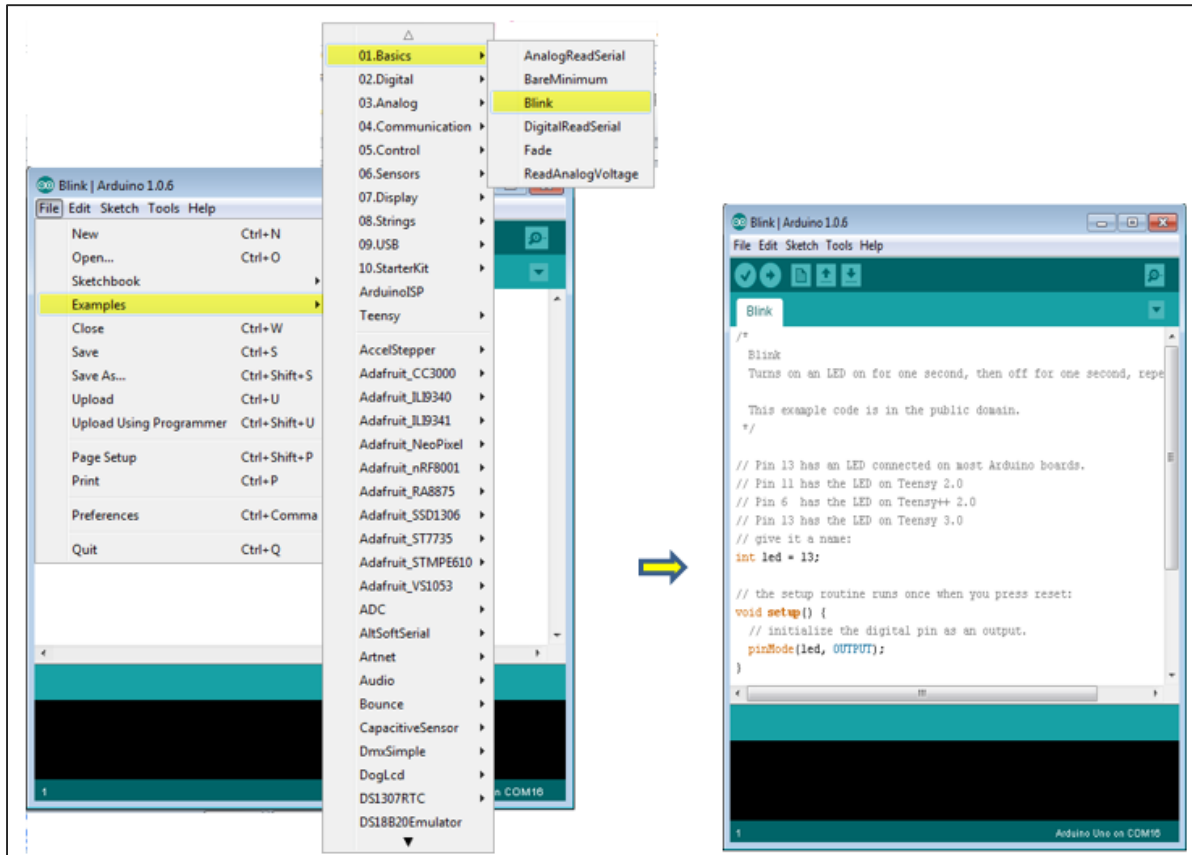 Blink | Arduino 1.0.6
File Edit Sketch Tools Help
New Ctrl+N
Open... Ctrl+O
Sketchbook
Examples
Close Ctrl+W
Save Ctrl+S
Save As... Ctrl+Shift+S
Upload Ctrl+U
Upload Using Programmer Ctrl+Shift+U
Page Setup Ctrl+Shift+P
Print Ctrl+P
Preferences Ctrl+Comma
Quit Ctrl+Q
1
n COM16
01.Basics
02.Digital
03.Analog
04.Communication
05.Control
06.Sensors
07.Display
08.Strings
09.USB
10.StarterKit
ArduinoISP
Teensy
AccelStepper
Adafruit_CC3000
Adafruit_ILI9340
Adafruit_ILI9341
Adafruit_NeoPixel
Adafruit_nRF8001
Adafruit_RA8875
Adafruit_SSD1306
Adafruit_ST7735
Adafruit_STMPE610
Adafruit_VS1053
ADC
AltSoftSerial
Artnet
Audio
Bounce
CapacitiveSensor
DmxSimple
DogLcd
DS1307RTC
DS18B20Emulator
AnalogReadSerial
BareMinimum
Blink
DigitalReadSerial
Fade
ReadAnalogVoltage
Blink | Arduino 1.0.6
File Edit Sketch Tools Help
Blink
/*
Blink
Turns on an LED on for one second, then off for one second, repe
This example code is in the public domain.
*/
// Pin 13 has an LED connected on most Arduino boards.
// Pin 11 has the LED on Teensy 2.0
// Pin 6 has the LED on Teensy++ 2.0
// Pin 13 has the LED on Teensy 3.0
// give it a name:
int led = 13;
// the setup routine runs once when you press reset:
void setup() {
// initialize the digital pin as an output.
pinMode(led, OUTPUT);
}
1
Arduino Uno on COM16